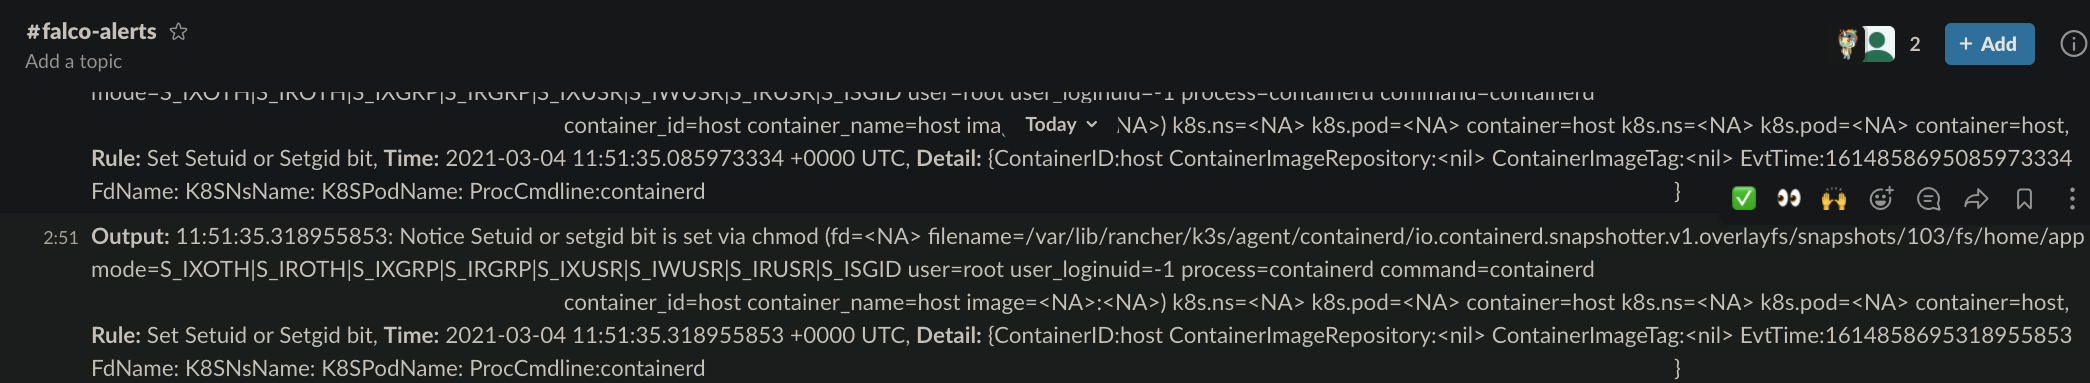 #falco-alerts
Add a topic
2
+ Add
mode=S_IXOTH|S_IROTH|S_IXGRP|S_IRGRP|S_IXUSR|S_IWUSR|S_IRUSR|S_ISGID user=root user_loginuid=-1 process=containerd command=containerd
container_id=host container_name=host ima Today NA>) k8s.ns=<NA> k8s.pod=<NA> container=host k8s.ns=<NA> k8s.pod=<NA> container=host,
Rule: Set Setuid or Setgid bit, Time: 2021-03-04 11:51:35.085973334 +0000 UTC, Detail: {ContainerID:host ContainerImageRepository:<nil> ContainerImageTag:<nil> EvtTime:1614858695085973334
FdName: K8SNsName: K8SPodName: ProcCmdline:containerd }
2:51 Output: 11:51:35.318955853: Notice Setuid or setgid bit is set via chmod (fd=<NA> filename=/var/lib/rancher/k3s/agent/containerd/io.containerd.snapshotter.v1.overlayfs/snapshots/103/fs/home/app
mode=S_IXOTH|S_IROTH|S_IXGRP|S_IRGRP|S_IXUSR|S_IWUSR|S_IRUSR|S_ISGID user=root user_loginuid=-1 process=containerd command=containerd
container_id=host container_name=host image=<NA>:<NA>) k8s.ns=<NA> k8s.pod=<NA> container=host k8s.ns=<NA> k8s.pod=<NA> container=host,
Rule: Set Setuid or Setgid bit, Time: 2021-03-04 11:51:35.318955853 +0000 UTC, Detail: {ContainerID:host ContainerImageRepository:<nil> ContainerImageTag:<nil> EvtTime:1614858695318955853
FdName: K8SNsName: K8SPodName: ProcCmdline:containerd }